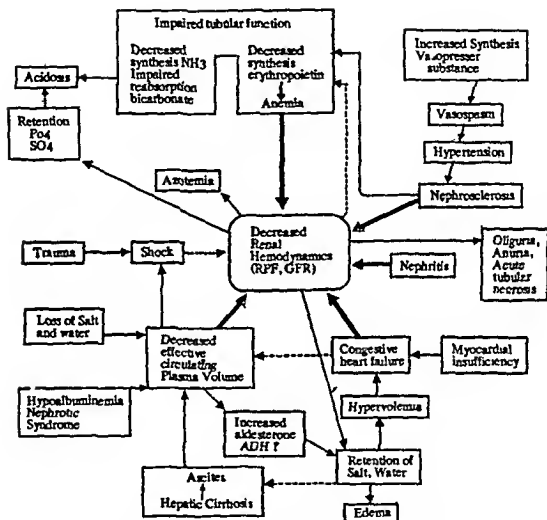 Impaired tubular function
Decreased
synthesis NH3
Impaired
reabsorption
bicarbonate
Decreased
synthesis
erythropoietin
Anemia
Increased Synthesis
Vasopresser
substance
Acidosis
Vasospasm
Retention
Po4
SO4
Hypertension
Azotemia
Nephrosclerosis
Decreased
Renal
Hemodynamics
(RPF, GFR)
Trauma
Shock
Nephritis
Oliguna,
Anuna,
Acute
tubular
necrosis
Loss of Salt
and water
Decreased
effective
circulating
Plasma Volume
Congestive
heart failure
Myocardial
insufficiency
Hypoalbuminemia
Nephrotic
Syndrome
Hypervolemia
Increased
aldesterone
ADH ?
Retention of
Salt, Water
Ascites
Hepatic Cirrhosis
Edema